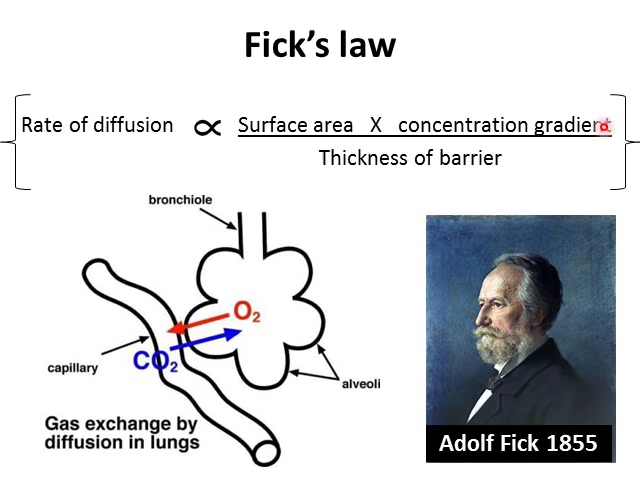 Fick's law
Rate of diffusion ∝ Surface area X concentration gradient
Thickness of barrier
bronchiole
O₂
CO₂
capillary
alveoli
Gas exchange by
diffusion in lungs
Adolf Fick 1855